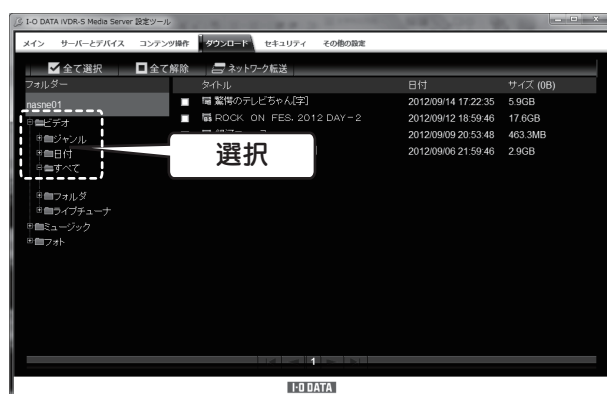 I-O DATA iVDR-S Media Server 設定ツール
メイン サーバーとデバイス コンテンツ操作 ダウンロード セキュリティ その他の設定
全て選択 全て解除 ネットワーク転送
フォルダー タイトル 日付 サイズ (0B)
nasne01
驚愕のテレビちゃん[字] 2012/09/14 17:22:35 5.9GB
ビデオ
ROCK ON FES. 2012 DAY-2 2012/09/12 18:59:46 17.6GB
ジャンル
2012/09/09 20:53:48 463.3MB
日付
2012/09/06 21:59:46 2.9GB
すべて
選択
フォルダ
ライブチューナ
ミュージック
フォト
1
I-O DATA